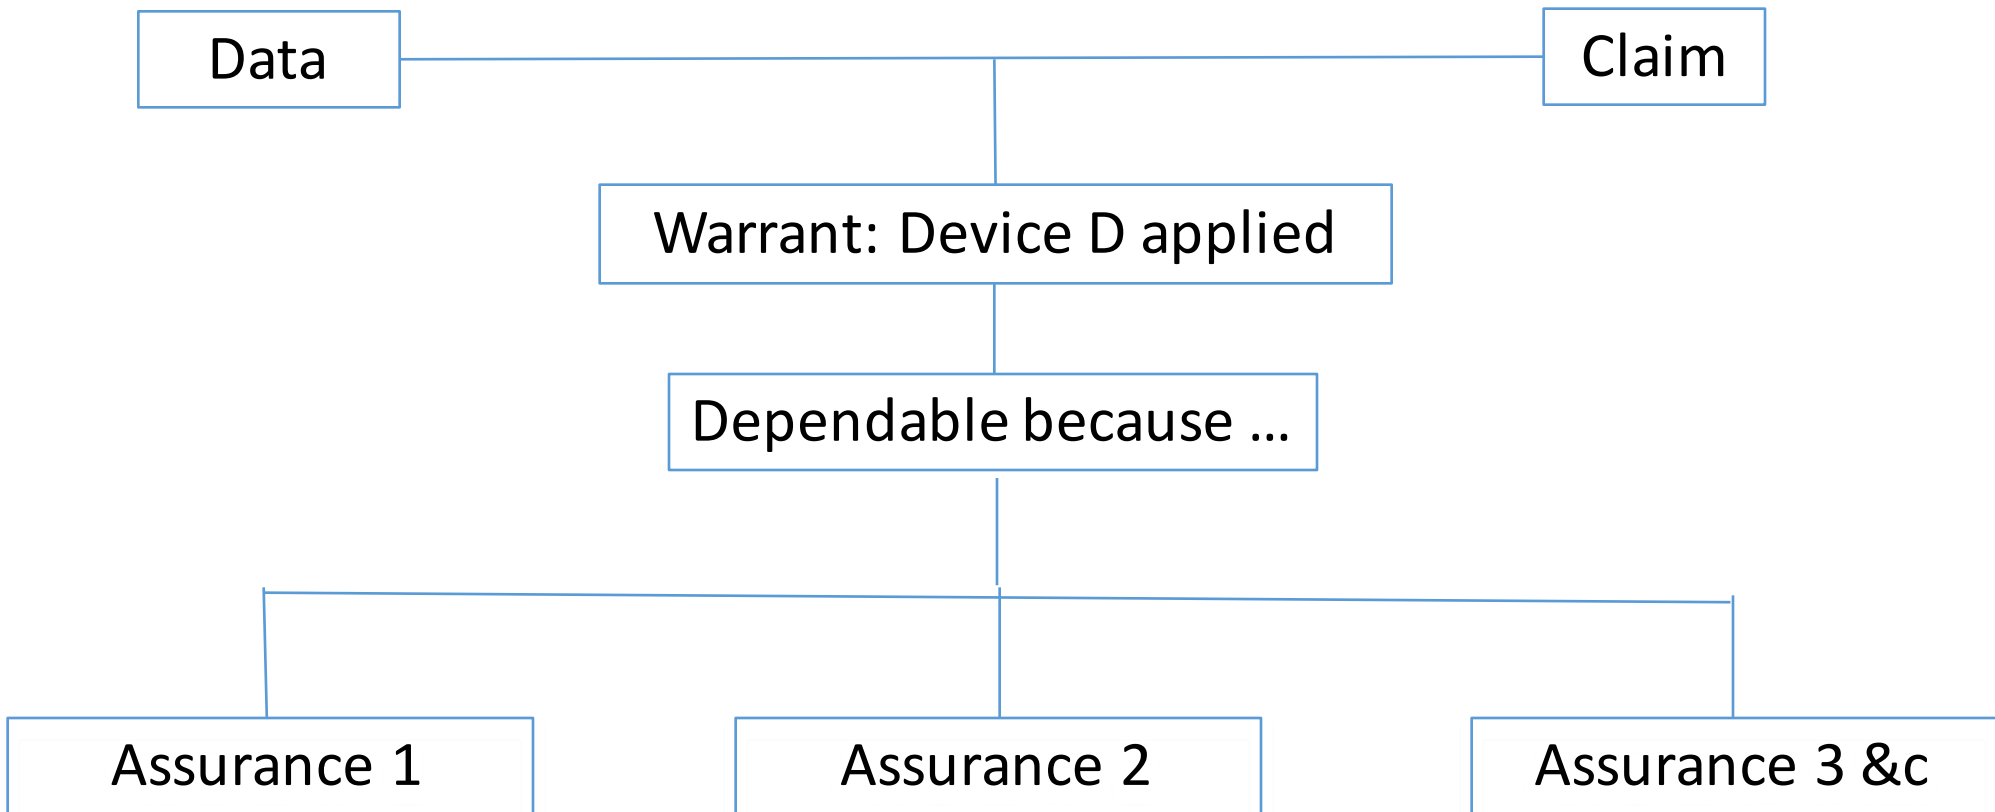 Data
Claim
Warrant: Device D applied
Dependable because ...
Assurance 1
Assurance 2
Assurance 3 &c